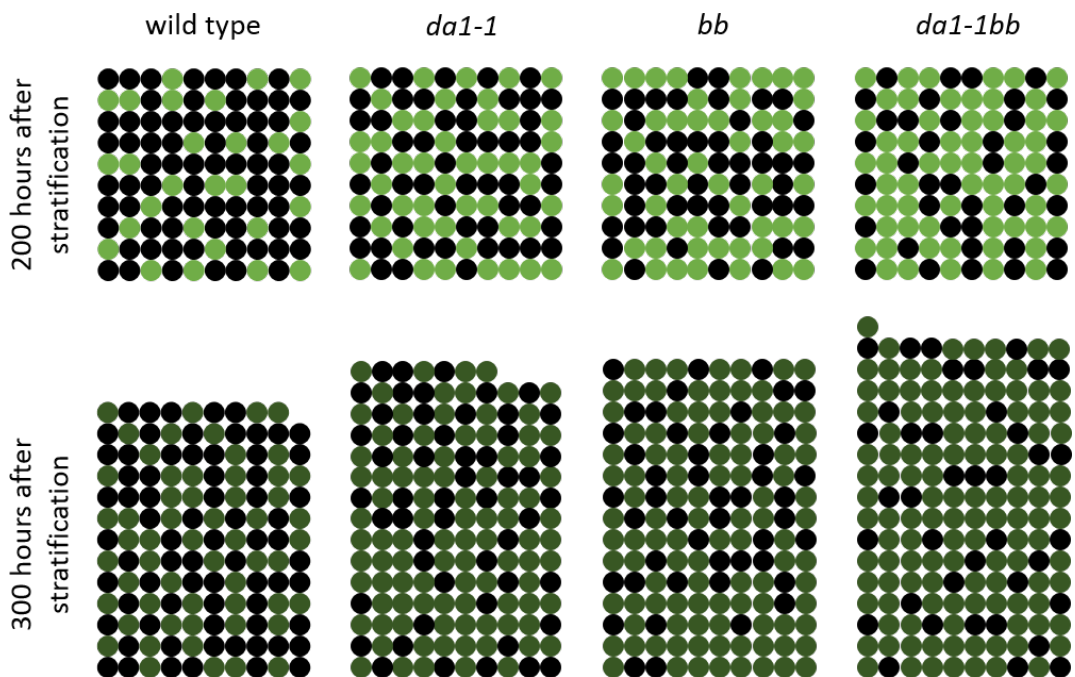 wild type
da1-1
bb
da1-1bb
200 hours after
stratification
300 hours after
stratification